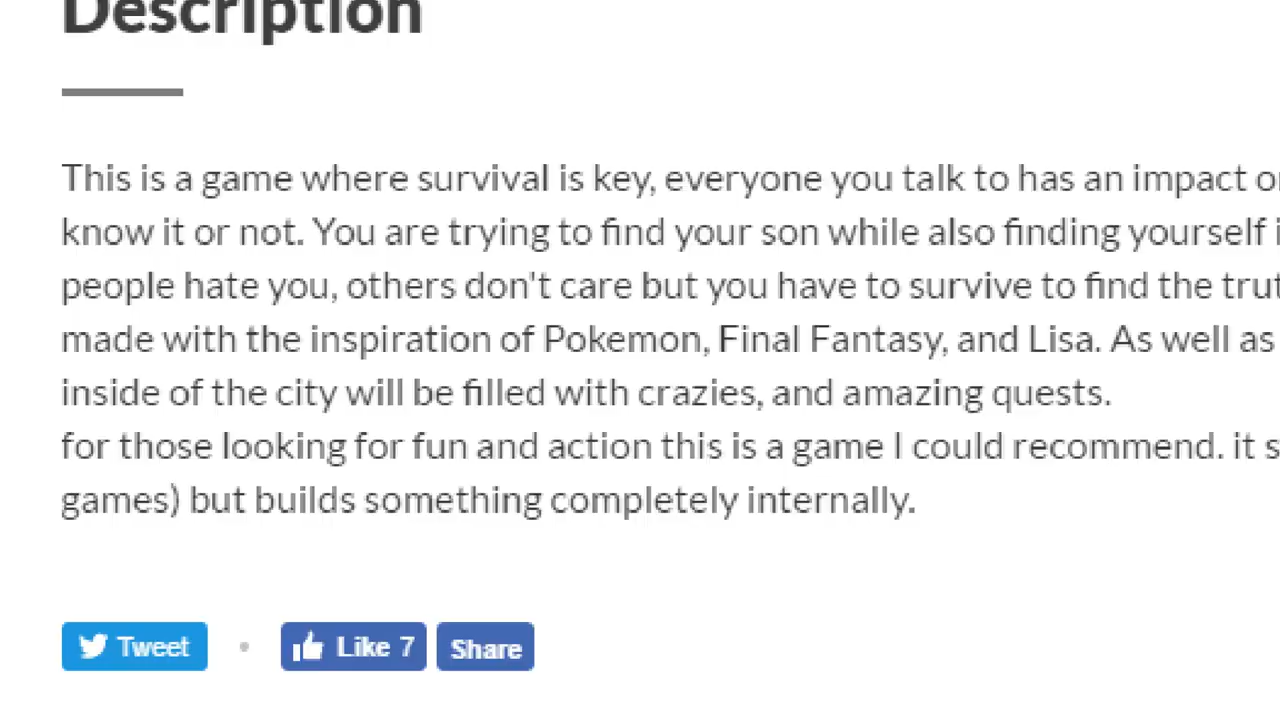 Description
This is a game where survival is key, everyone you talk to has an impact
know it or not. You are trying to find your son while also finding yourself
people hate you, others don't care but you have to survive to find the
made with the inspiration of Pokemon, Final Fantasy, and Lisa. As well as
inside of the city will be filled with crazies, and amazing quests.
for those looking for fun and action this is a game I could recommend. it
games) but builds something completely internally.
Tweet • Like 7 Share